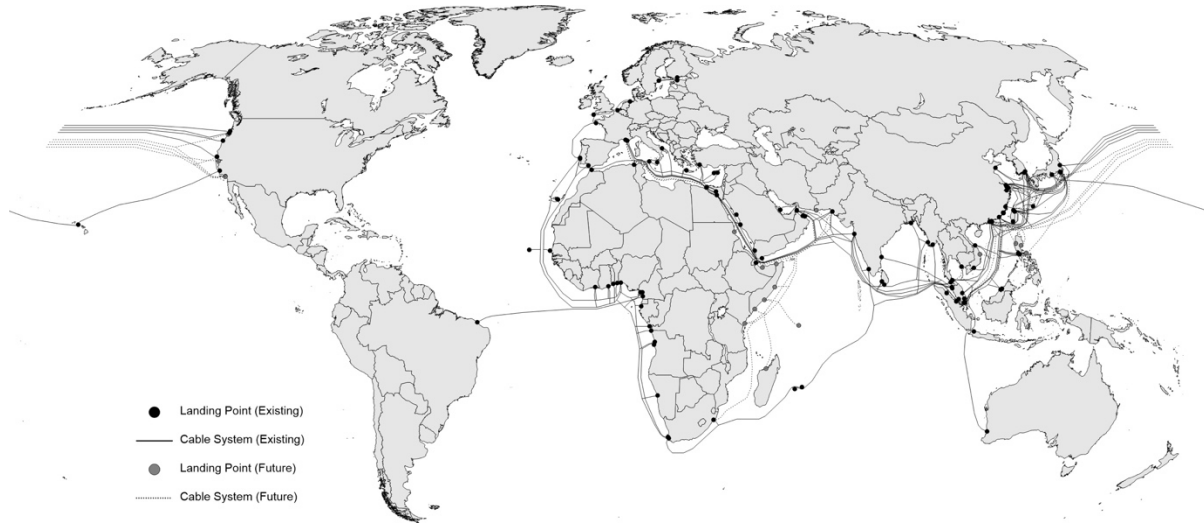 Landing Point (Existing)
Cable System (Existing)
Landing Point (Future)
Cable System (Future)